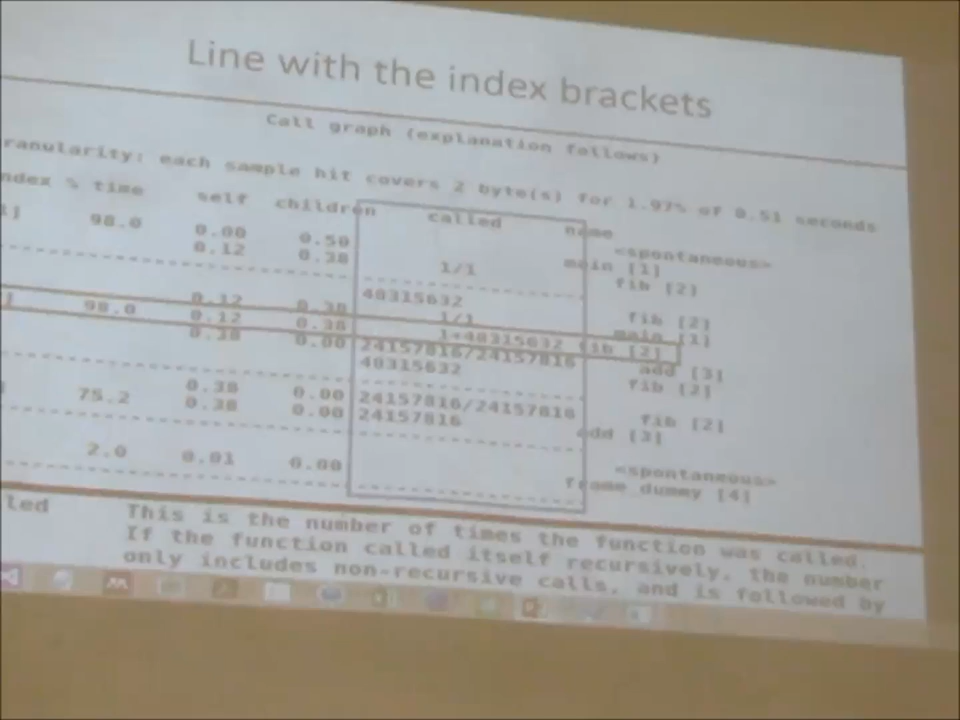 Line with the index brackets
Call graph (explanation follows)
ranularity: each sample hit covers 2 byte(s) for 1.97% of 0.51 seconds
ndex % time self children called name
<spontaneous>
1] 98.0 0.00 0.50 main [1]
0.12 0.38 1/1 fib [2]
-----------------------------------------------
40315632 fib [2]
0.12 0.38 1/1 main [1]
] 98.0 0.12 0.38 1+40315632 fib [2]
0.38 0.00 24157816/24157816 add [3]
40315632 fib [2]
-----------------------------------------------
0.38 0.00 24157816/24157816 fib [2]
] 75.2 0.38 0.00 24157816 add [3]
-----------------------------------------------
<spontaneous>
2.0 0.01 0.00 frame dummy [4]
-----------------------------------------------
led This is the number of times the function was called.
If the function called itself recursively, the number
only includes non-recursive calls, and is followed by